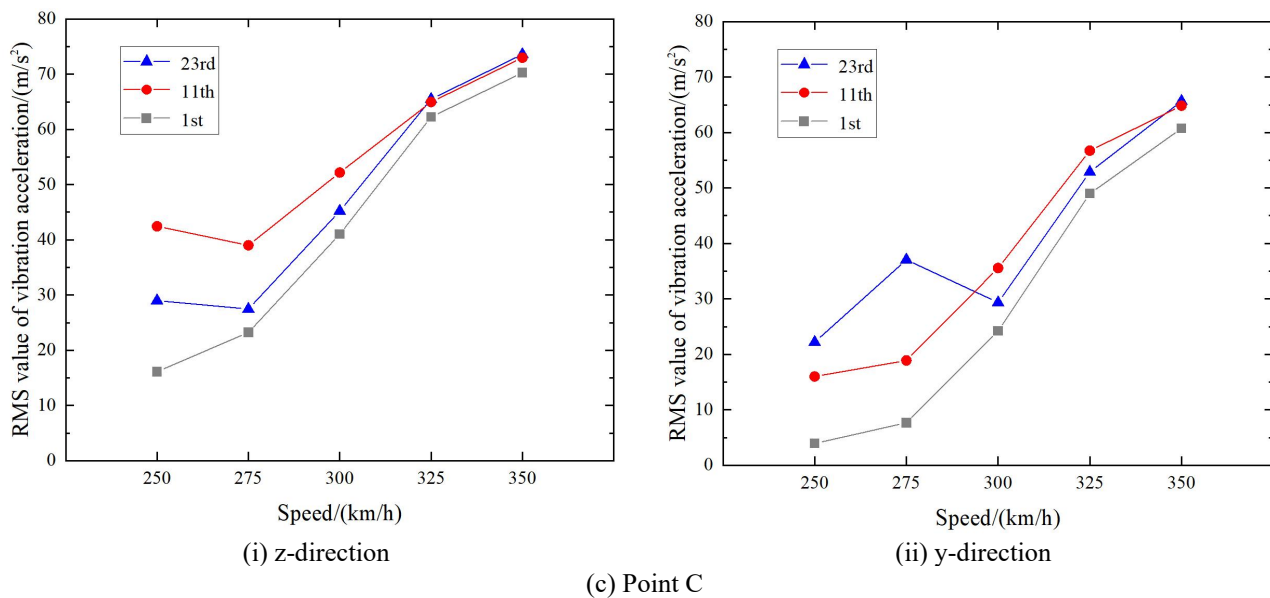 RMS value of vibration acceleration/(m/s²)
80
70
60
50
40
30
20
10
0
23rd
11th
1st
250 275 300 325 350
Speed/(km/h)
(i) z-direction
RMS value of vibration acceleration/(m/s²)
80
70
60
50
40
30
20
10
0
23rd
11th
1st
250 275 300 325 350
Speed/(km/h)
(ii) y-direction
(c) Point C